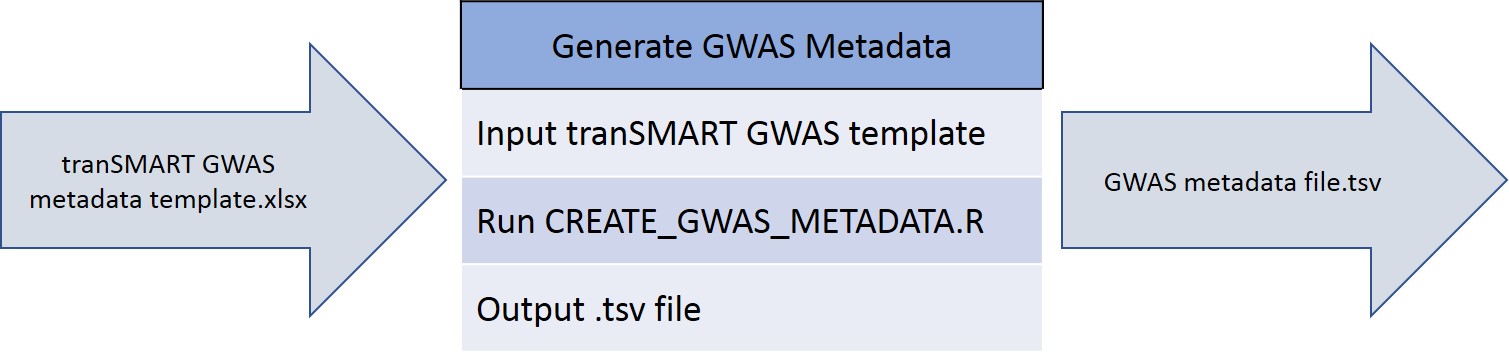 tranSMART GWAS
metadata template.xlsx
Generate GWAS Metadata
Input tranSMART GWAS template
Run CREATE_GWAS_METADATA.R
Output .tsv file
GWAS metadata file.tsv